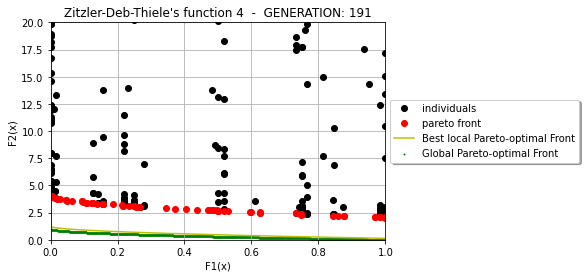 Zitzler-Deb-Thiele's function 4 - GENERATION: 191
F2(x)
20.0
17.5
15.0
12.5
10.0
7.5
5.0
2.5
0.0
0.0 0.2 0.4 0.6 0.8 1.0
F1(x)
individuals
pareto front
Best local Pareto-optimal Front
Global Pareto-optimal Front